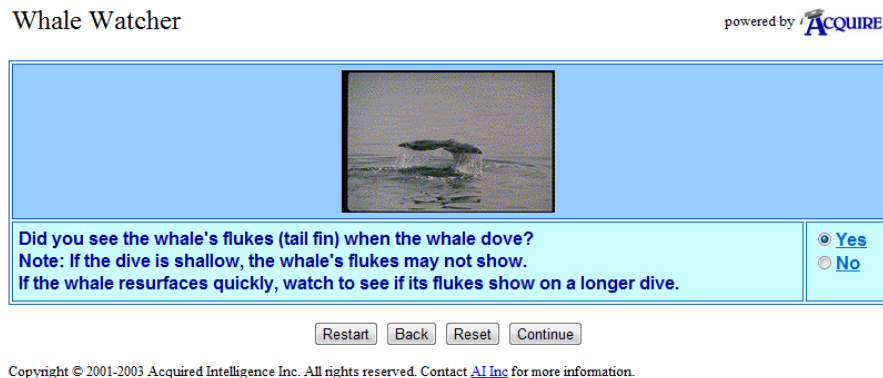 Whale Watcher
powered by ACQUIRE
Did you see the whale's flukes (tail fin) when the whale dove?
Note: If the dive is shallow, the whale's flukes may not show.
If the whale resurfaces quickly, watch to see if its flukes show on a longer dive.
Yes
No
Restart Back Reset Continue
Copyright © 2001-2003 Acquired Intelligence Inc. All rights reserved. Contact AI Inc for more information.